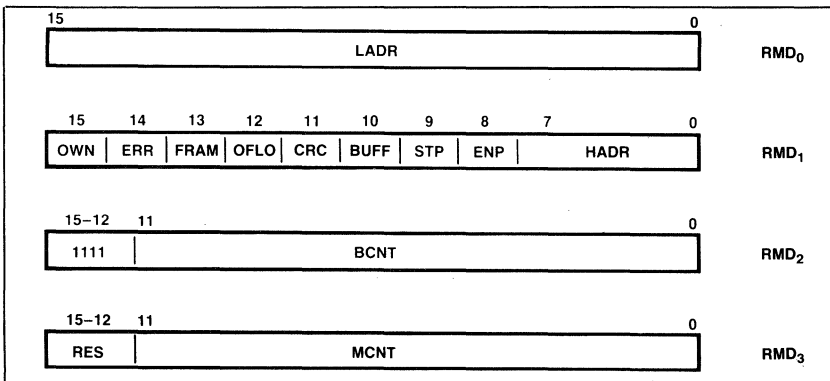 15 0
LADR RMD₀
15 14 13 12 11 10 9 8 7 0
OWN ERR FRAM OFLO CRC BUFF STP ENP HADR RMD₁
15–12 11 0
1111 BCNT RMD₂
15–12 11 0
RES MCNT RMD₃